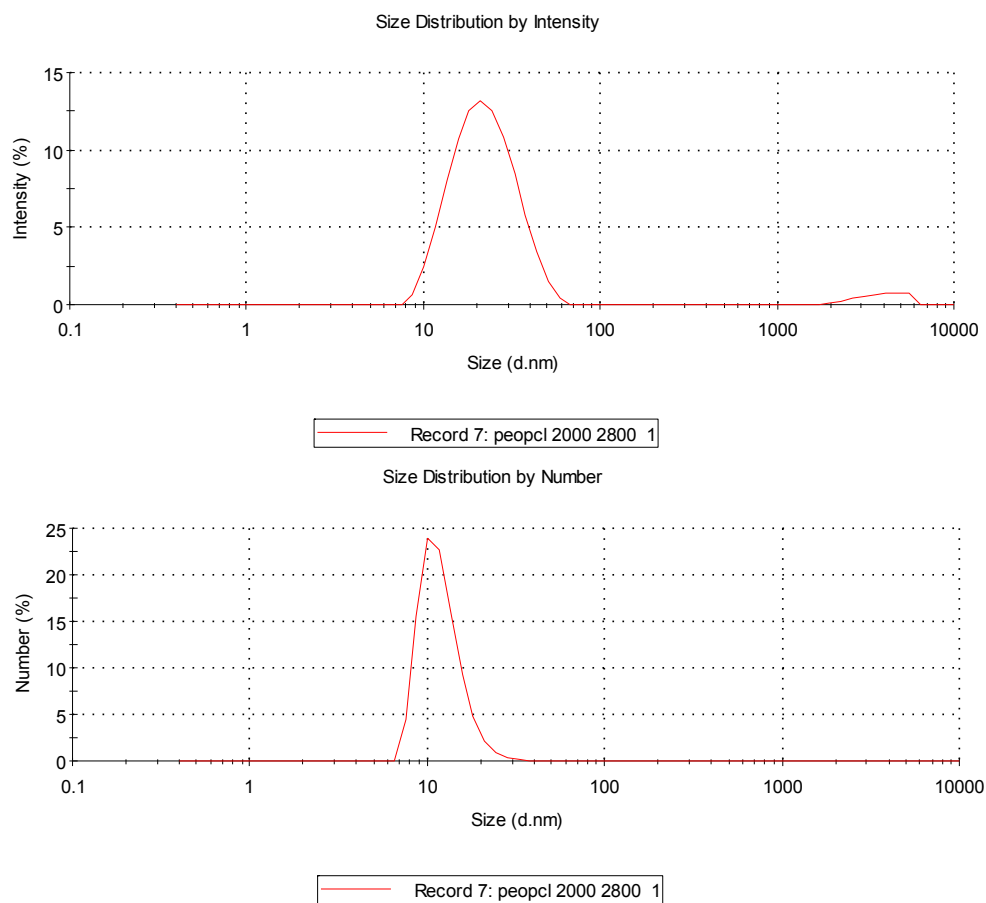 Size Distribution by Intensity
15
10
5
0
Intensity (%)
0.1 1 10 100 1000 10000
Size (d.nm)
Record 7: peopcl 2000 2800 1
Size Distribution by Number
25
20
15
10
5
0
Number (%)
0.1 1 10 100 1000 10000
Size (d.nm)
Record 7: peopcl 2000 2800 1